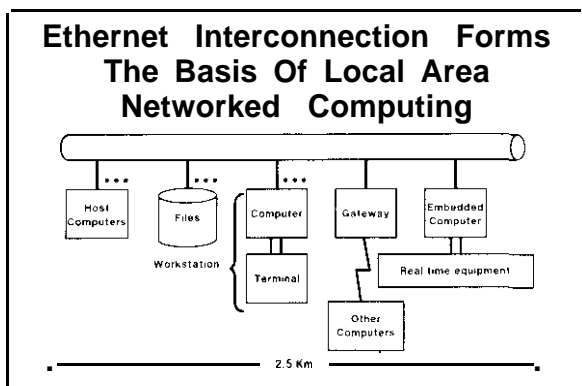 Ethernet Interconnection Forms
The Basis Of Local Area
Networked Computing
Host
Computers
Files
Computer
Gateway
Embedded
Computer
Workstation
Terminal
Real time equipment
Other
Computers
2.5 Km